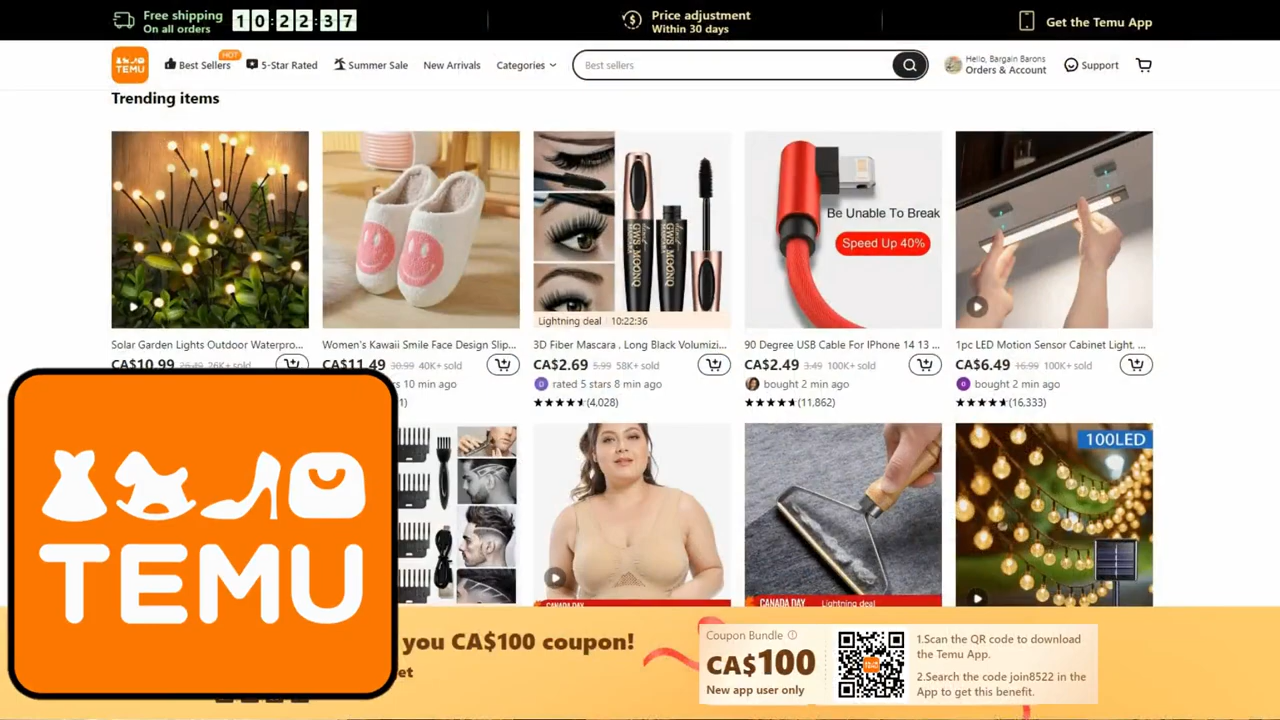 Free shipping
On all orders
10:22:37
Price adjustment
Within 30 days
Get the Temu App
TEMU
Best Sellers
HOT
5-Star Rated
Summer Sale
New Arrivals
Categories
Best sellers
Hello, Bargain Barons
Orders & Account
Support
Trending items
Be Unable To Break
Speed Up 40%
GWS·MOONQ
GWS·MOONQ
Lightning deal 10:22:36
Solar Garden Lights Outdoor Waterpro...
Women's Kawaii Smile Face Design Slip...
3D Fiber Mascara , Long Black Volumizi...
90 Degree USB Cable For IPhone 14 13 ...
1pc LED Motion Sensor Cabinet Light. ...
CA$10.99 26.49 26K+ sold
CA$11.49 30.99 40K+ sold
CA$2.69 5.99 58K+ sold
CA$2.49 3.49 100K+ sold
CA$6.49 16.99 100K+ sold
rs 10 min ago
D rated 5 stars 8 min ago
bought 2 min ago
e bought 2 min ago
1)
(4,028)
(11,862)
(16,333)
100LED
TEMU
CANADA DAY
CANADA DAY Lightning deal
you CA$100 coupon!
et
Coupon Bundle
CA$100
New app user only
1.Scan the QR code to download
the Temu App.
2.Search the code join8522 in the
App to get this benefit.